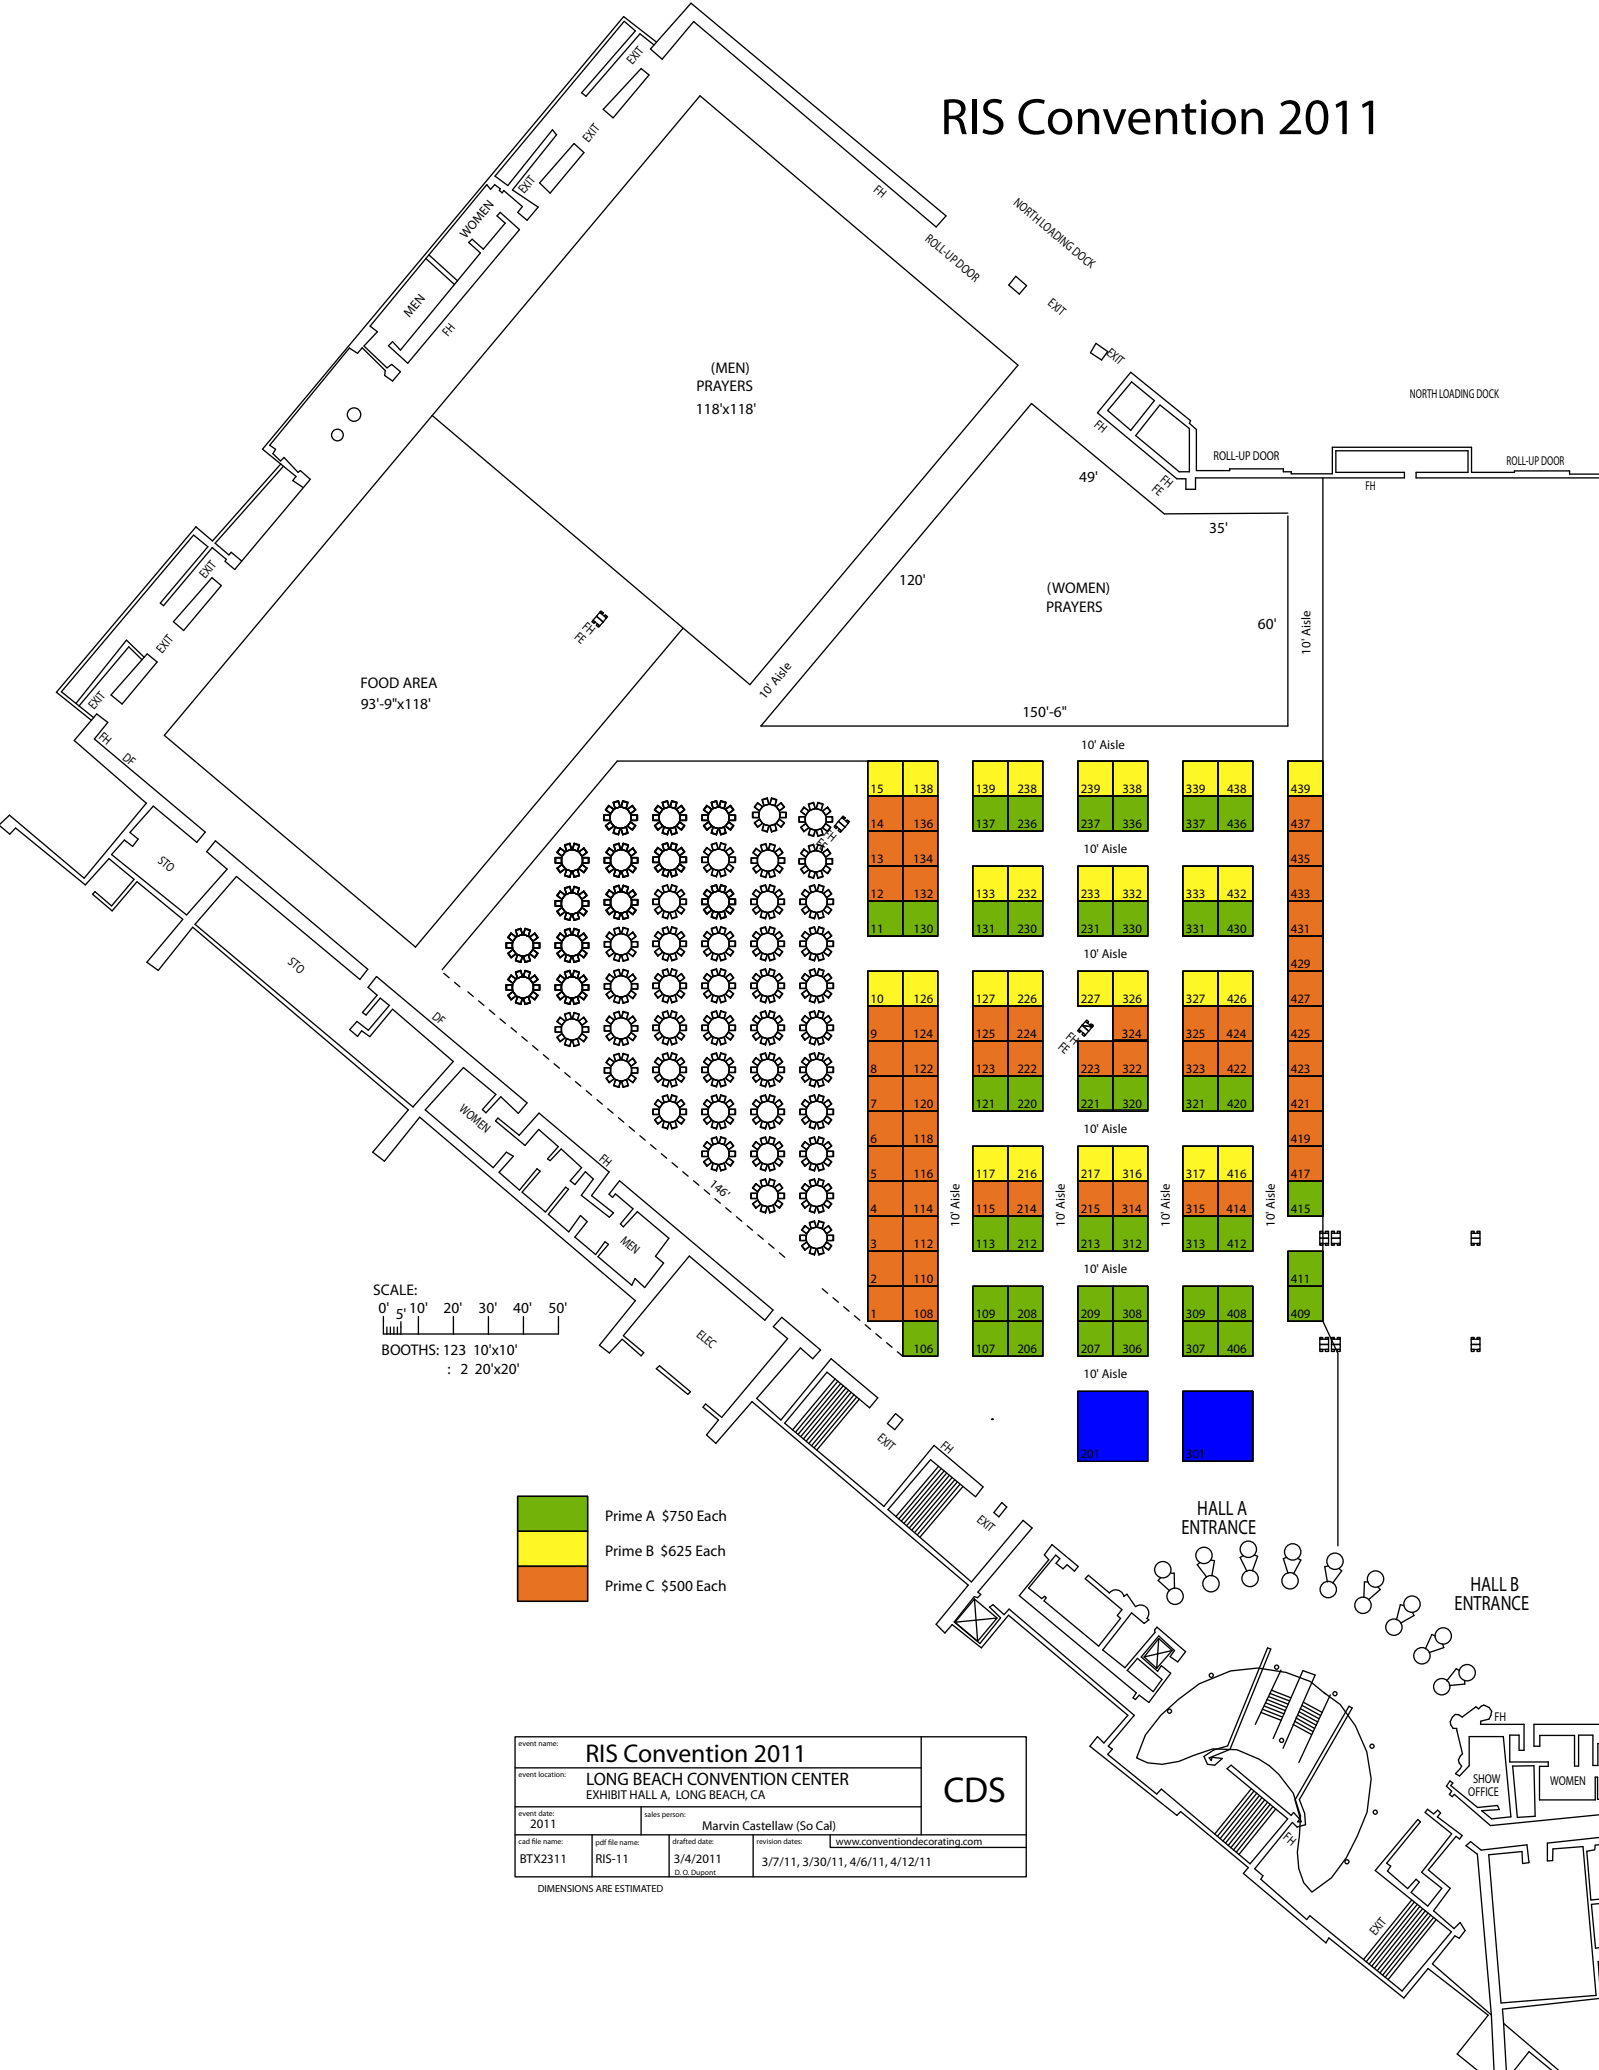 RIS Convention 2011
EXIT
EXIT
EXIT
WOMEN
MEN
FH
FH
ROLL-UP DOOR
NORTH LOADING DOCK
EXIT
EXIT
NORTH LOADING DOCK
FH
FH
FE
ROLL-UP DOOR
FH
ROLL-UP DOOR
(MEN)
PRAYERS
118'x118'
49'
35'
120'
(WOMEN)
PRAYERS
60'
10' Aisle
150'-6"
10' Aisle
EXIT
EXIT
EXIT
FH
DF
FH
FE
FOOD AREA
93'-9"x118'
10' Aisle
15 138 139 238 239 338 339 438 439
14 136 137 236 237 336 337 436 437
FH
FE
10' Aisle
13 134 435
12 132 133 232 233 332 333 432 433
11 130 131 230 231 330 331 430 431
10' Aisle
429
10 126 127 226 227 326 327 426 427
9 124 125 224 324 325 424 425
FH
FE
8 122 123 222 223 322 323 422 423
7 120 121 220 221 320 321 420 421
10' Aisle
6 118 419
5 116 117 216 217 316 317 416 417
4 114 115 214 215 314 315 414 415
10' Aisle
10' Aisle
10' Aisle
10' Aisle
3 112 113 212 213 312 313 412
10' Aisle
2 110 411
1 108 109 208 209 308 309 408 409
106 107 206 207 306 307 406
10' Aisle
201 301
STO
STO
DF
WOMEN
FH
MEN
146'
ELEC
EXIT
FH
EXIT
SCALE:
0' 5' 10' 20' 30' 40' 50'
BOOTHS: 123 10'x10'
: 2 20'x20'
Prime A $750 Each
Prime B $625 Each
Prime C $500 Each
HALL A
ENTRANCE
HALL B
ENTRANCE
FH
SHOW
OFFICE
WOMEN
FH
EXIT
event name:
RIS Convention 2011
event location:
LONG BEACH CONVENTION CENTER
EXHIBIT HALL A, LONG BEACH, CA
CDS
event date:
2011
sales person:
Marvin Castellaw (So Cal)
cad file name:
BTX2311
pdf file name:
RIS-11
drafted date:
3/4/2011
D. O. Dupont
revision dates:
www.conventiondecorating.com
3/7/11, 3/30/11, 4/6/11, 4/12/11
DIMENSIONS ARE ESTIMATED